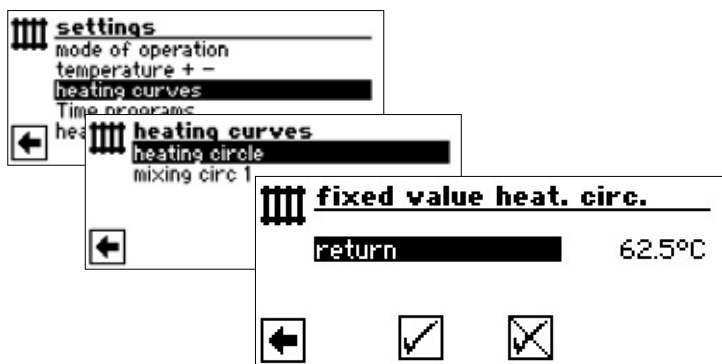 settings
mode of operation
temperature + -
heating curves
Time programs
hea
heating curves
heating circle
mixing circ 1
fixed value heat. circ.
return 62.5°C